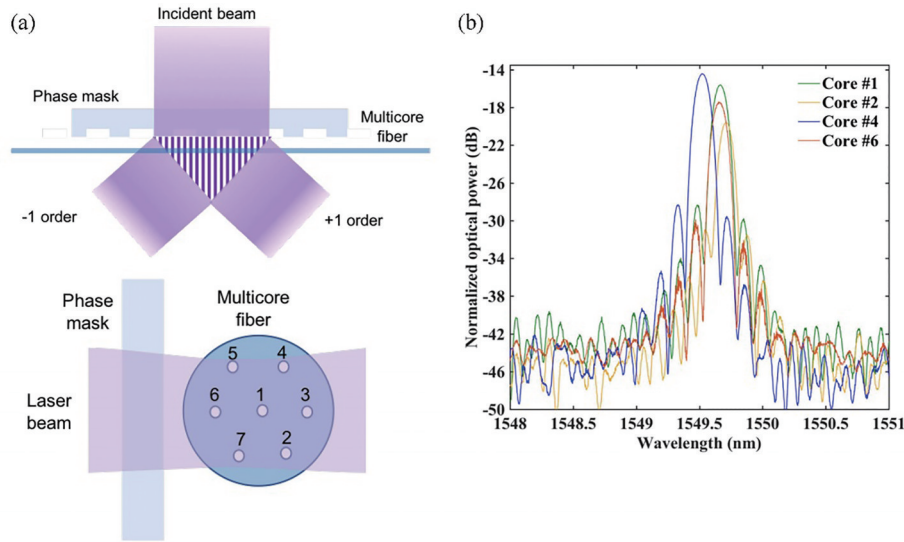 (a)
Incident beam
Phase mask
Multicore
fiber
-1 order
+1 order
Phase
mask
Multicore
fiber
Laser
beam
5 4
6 1 3
7 2
(b)
Normalized optical power (dB)
-14
-18
-22
-26
-30
-34
-38
-42
-46
-50
Core #1
Core #2
Core #4
Core #6
1548 1548.5 1549 1549.5 1550 1550.5 1551
Wavelength (nm)